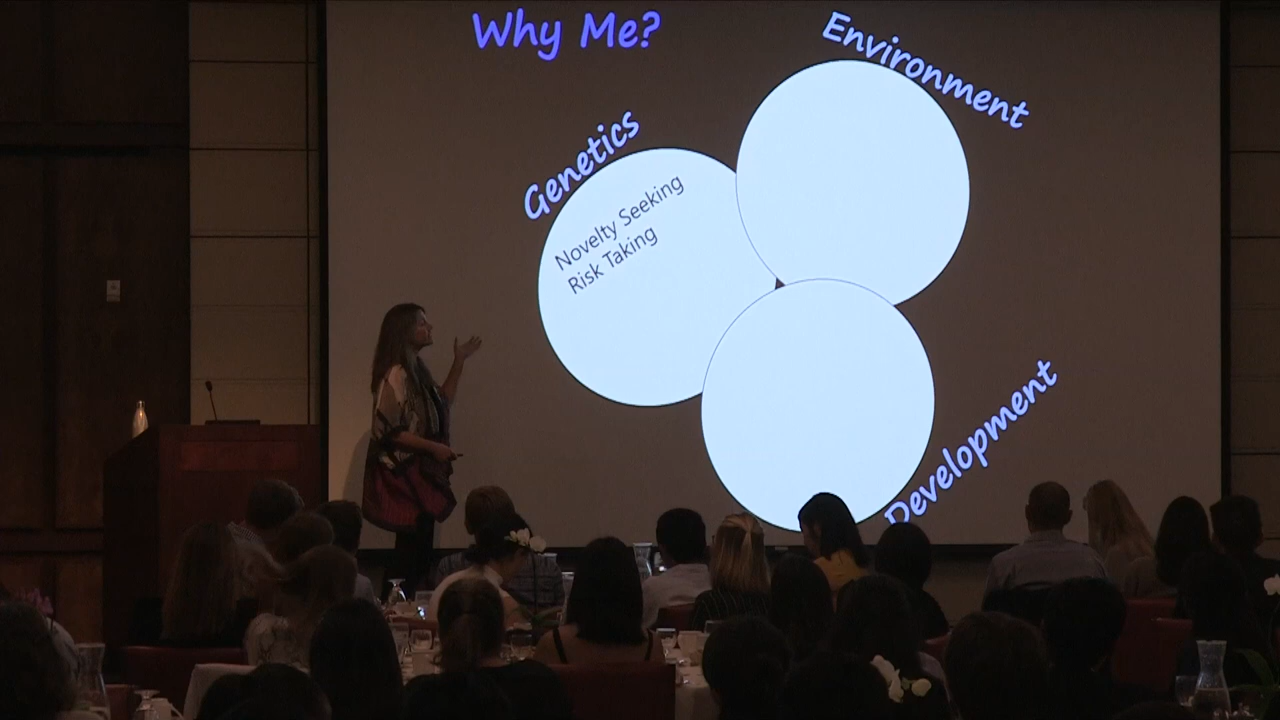 Why Me?
Environment
Genetics
Novelty Seeking
Risk Taking
Development